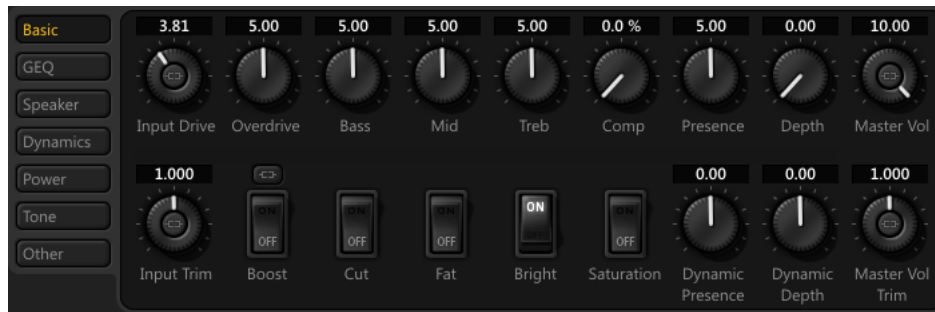 Basic
GEQ
Speaker
Dynamics
Power
Tone
Other
3.81 5.00 5.00 5.00 5.00 0.0 % 5.00 0.00 10.00
Input Drive Overdrive Bass Mid Treb Comp Presence Depth Master Vol
1.000 0.00 0.00 1.000
ON ON ON ON ON
OFF OFF OFF OFF
Input Trim Boost Cut Fat Bright Saturation Dynamic Dynamic Master Vol
Presence Depth Trim